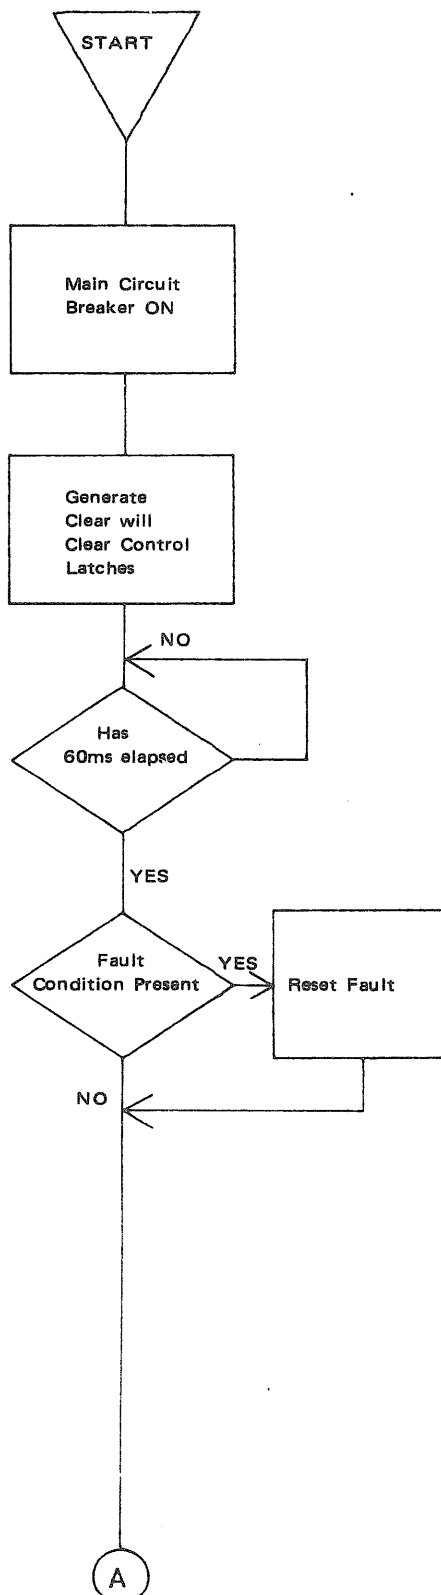 START
Main Circuit
Breaker ON
Generate
Clear will
Clear Control
Latches
NO
Has
60ms elapsed
YES
Fault
Condition Present
YES
Reset Fault
NO
A